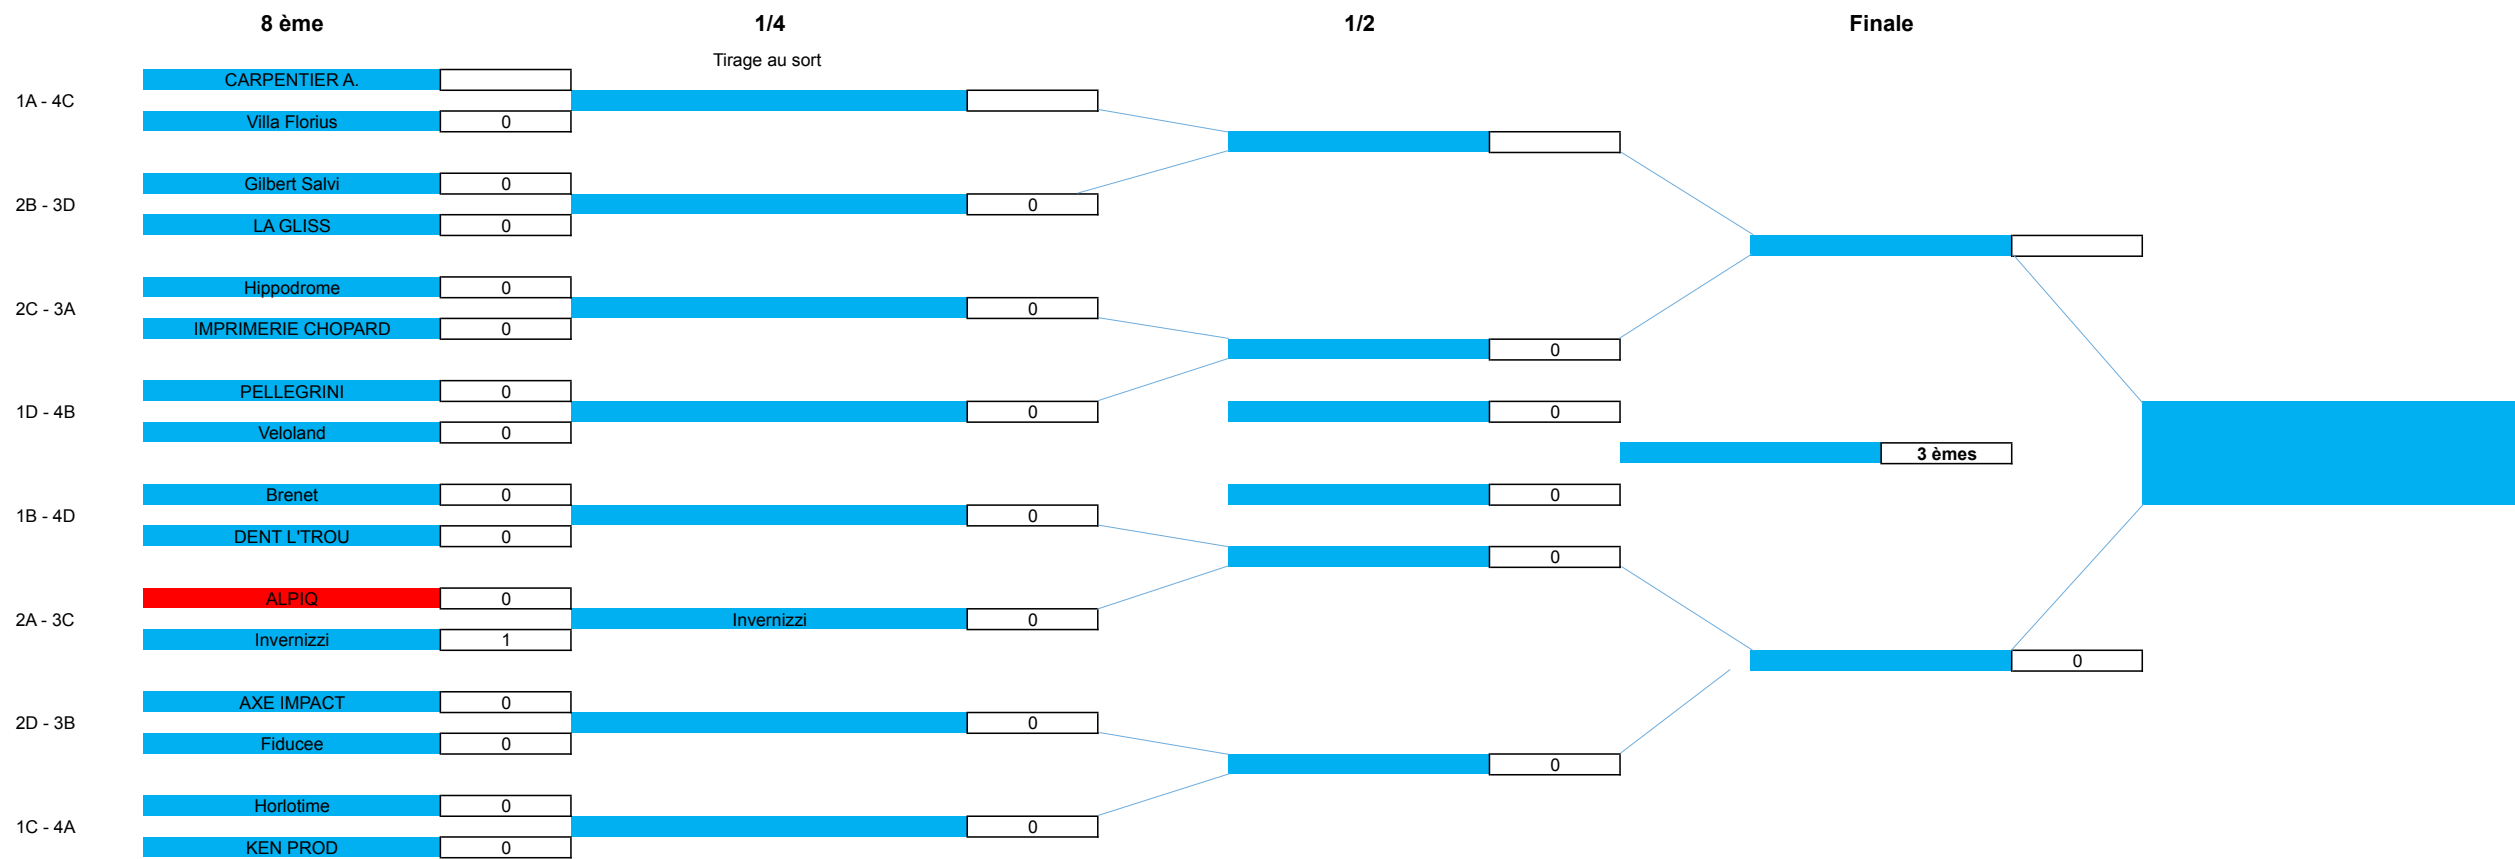 8 ème 1/4 1/2 Finale
Tirage au sort
CARPENTIER A.
1A - 4C
Villa Florius 0
Gilbert Salvi 0
2B - 3D 0
LA GLISS 0
Hippodrome 0
2C - 3A 0
IMPRIMERIE CHOPARD 0
0
PELLEGRINI 0
1D - 4B 0 0
Veloland 0
3 èmes
Brenet 0 0
1B - 4D 0
DENT L'TROU 0
0
ALPIQ 0
2A - 3C Invernizzi 0
Invernizzi 1
0
AXE IMPACT 0
2D - 3B 0
Fiducee 0
0
Horlotime 0
1C - 4A 0
KEN PROD 0